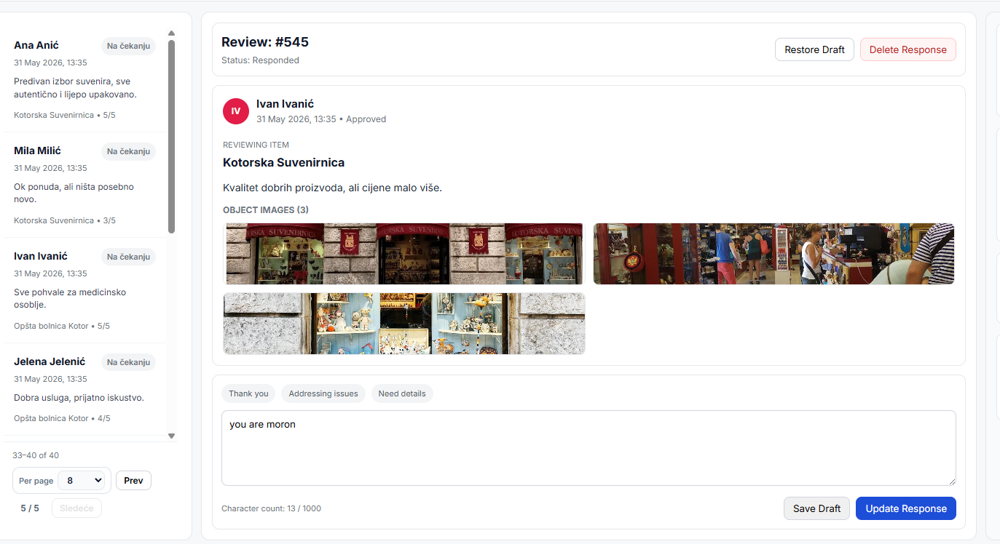 Ana Anić
Na čekanju
31 May 2026, 13:35
Predivan izbor suvenira, sve
autentično i lijepo upakovano.
Kotorska Suvenirnica • 5/5
Mila Milić
Na čekanju
31 May 2026, 13:35
Ok ponuda, ali ništa posebno
novo.
Kotorska Suvenirnica • 3/5
Ivan Ivanić
Na čekanju
31 May 2026, 13:35
Sve pohvale za medicinsko
osoblje.
Opšta bolnica Kotor • 5/5
Jelena Jelenić
Na čekanju
31 May 2026, 13:35
Dobra usluga, prijatno iskustvo.
Opšta bolnica Kotor • 4/5
33–40 of 40
Per page 8 Prev
5 / 5 Sledeće
Review: #545
Status: Responded
Restore Draft Delete Response
IV
Ivan Ivanić
31 May 2026, 13:35 • Approved
REVIEWING ITEM
Kotorska Suvenirnica
Kvalitet dobrih proizvoda, ali cijene malo više.
OBJECT IMAGES (3)
SUVENIRNICA
KOTORSKA SUVENIRNICA
Thank you Addressing issues Need details
you are moron
Character count: 13 / 1000
Save Draft Update Response